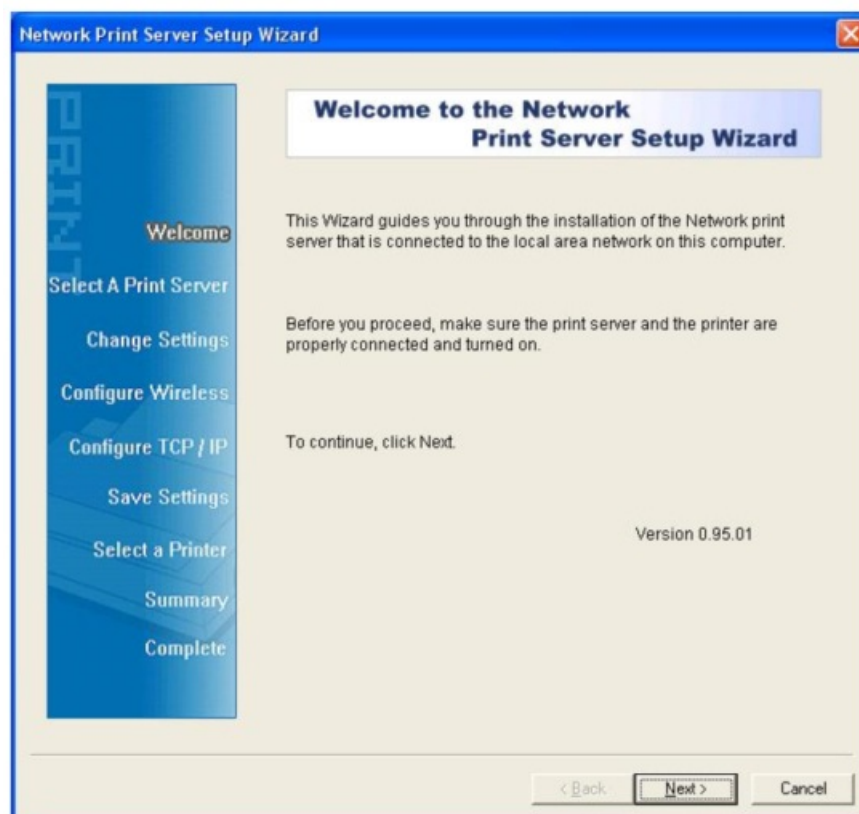 Network Print Server Setup Wizard
PRINT
Welcome to the Network
Print Server Setup Wizard
Welcome
Select A Print Server
Change Settings
Configure Wireless
Configure TCP / IP
Save Settings
Select a Printer
Summary
Complete
This Wizard guides you through the installation of the Network print
server that is connected to the local area network on this computer.
Before you proceed, make sure the print server and the printer are
properly connected and turned on.
To continue, click Next.
Version 0.95.01
< Back
Next >
Cancel